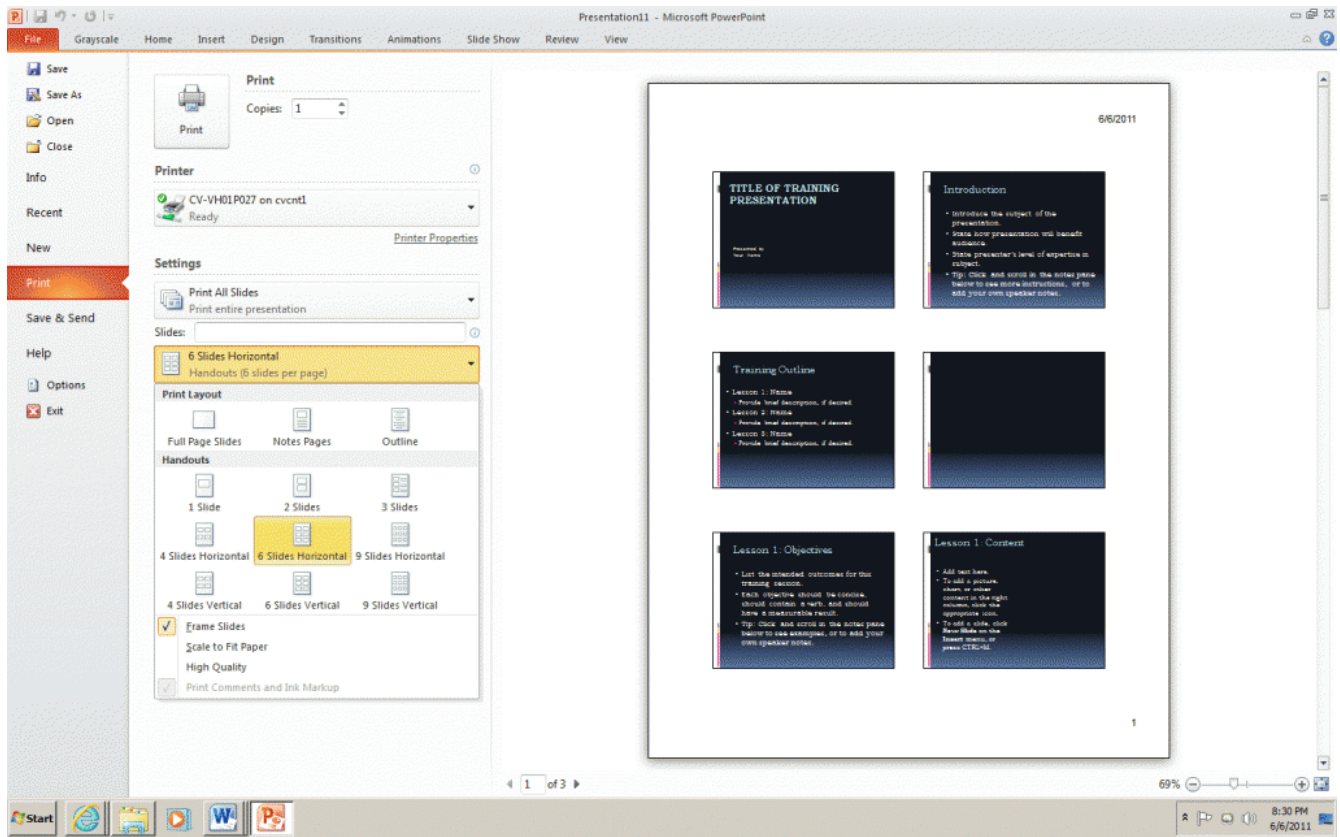 Presentation11 - Microsoft PowerPoint
File Grayscale Home Insert Design Transitions Animations Slide Show Review View
Save
Save As
Open
Close
Info
Recent
New
Print
Save & Send
Help
Options
Exit
Print
Print
Copies: 1
Printer
CV-VH01P027 on cvcnt1
Ready
Printer Properties
Settings
Print All Slides
Print entire presentation
Slides:
6 Slides Horizontal
Handouts (6 slides per page)
Print Layout
Full Page Slides Notes Pages Outline
Handouts
1 Slide 2 Slides 3 Slides
4 Slides Horizontal 6 Slides Horizontal 9 Slides Horizontal
4 Slides Vertical 6 Slides Vertical 9 Slides Vertical
Frame Slides
Scale to Fit Paper
High Quality
Print Comments and Ink Markup
6/6/2011
TITLE OF TRAINING
PRESENTATION
Presented by
Your Name
Introduction
• Introduce the subject of the
presentation.
• State how presentation will benefit
audience.
• State presenter's level of expertise in
subject.
• Tip: Click and scroll in the notes pane
below to see more instructions, or to
add your own speaker notes.
Training Outline
• Lesson 1: Name
• Provide brief description, if desired.
• Lesson 2: Name
• Provide brief description, if desired.
• Lesson 3: Name
• Provide brief description, if desired.
Lesson 1: Objectives
• List the intended outcomes for this
training session.
• Each objective should be concise,
should contain a verb, and should
have a measurable result.
• Tip: Click and scroll in the notes pane
below to see examples, or to add your
own speaker notes.
Lesson 1: Content
• Add text here.
• To add a picture,
chart, or other
content in the right
column, click the
appropriate icon.
• To add a slide, click
New Slide on the
Insert menu, or
press CTRL+M.
1
1 of 3
69%
Start
8:30 PM
6/6/2011